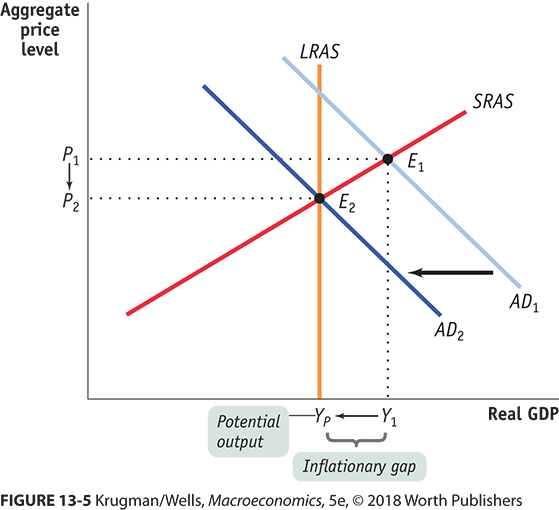 Aggregate
price
level
LRAS
SRAS
P1
E1
P2
E2
AD1
AD2
Potential
output
YP
Y1
Real GDP
Inflationary gap
FIGURE 13-5 Krugman/Wells, Macroeconomics, 5e, © 2018 Worth Publishers